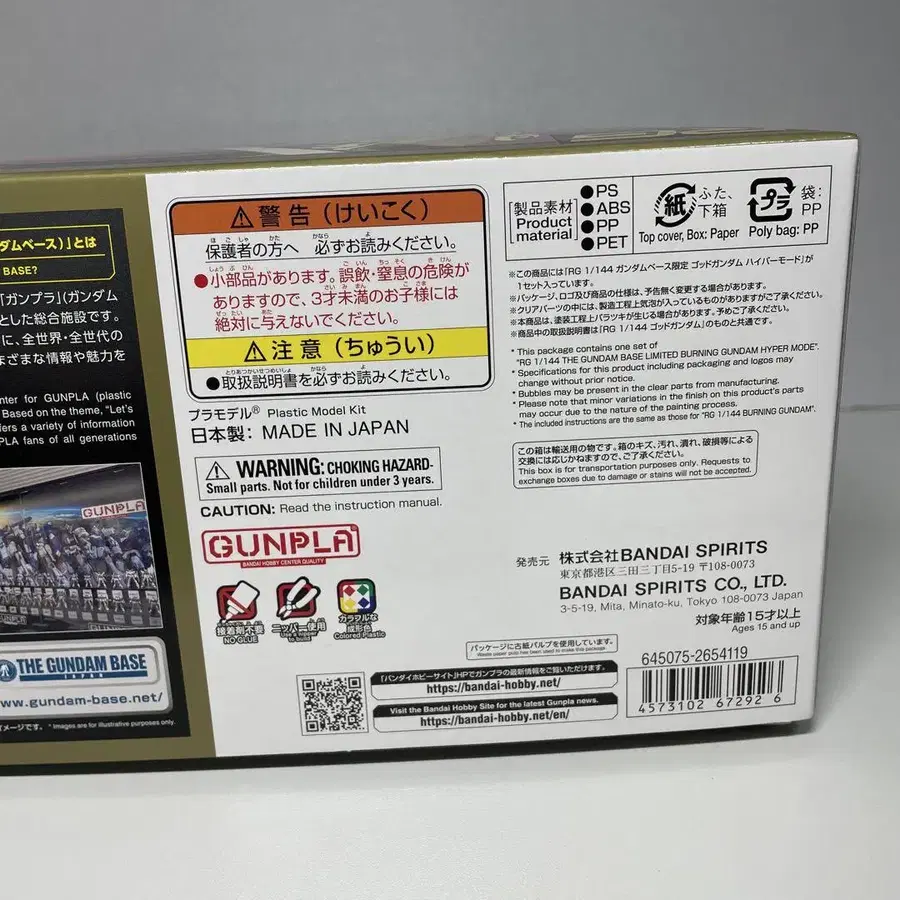 ダムベース)』とは
BASE?
「ガンプラ」(ガンダム
とした総合施設です。
に、全世界・全世代の
まざまな情報や魅力を
nter for GUNPLA (plastic
Based on the theme, "Let's
ffers a variety of information
PLA fans of all generations
GUNPLA
THE GUNDAM BASE
JAPAN
www.gundam-base.net/
イメージです。 * Images are for illustrative purposes only.
⚠警告(けいこく)
保護者の方へ 必ずお読みください。
●小部品があります。誤飲・窒息の危険が
ありますので、3才未満のお子様には
絶対に与えないでください。
⚠注意(ちゅうい)
●取扱説明書を必ずお読みください。
プラモデル® Plastic Model Kit
日本製: MADE IN JAPAN
⚠WARNING: CHOKING HAZARD-
Small parts. Not for children under 3 years.
CAUTION: Read the instruction manual.
GUNPLA
BANDAI HOBBY CENTER QUALITY
接着剤不要
NO GLUE
ニッパー使用
Use a nipper
to build
カラフルな
成形色
Colored Plastic
[製品素材]
Product
material
●PS
●ABS
●PP
●PET
紙
ふた、
下箱
Top cover, Box: Paper
プラ
袋:
PP
Poly bag: PP
※この商品には「RG 1/144 ガンダムベース限定 ゴッドガンダム ハイパーモード」が
1セット入っています。
※パッケージ、ロゴ及び商品の仕様は、予告無く変更になる場合があります。
※クリアパーツの中には、製造工程上気泡が入っているものがありますがご了承ください。
※本商品は、塗装工程上バラツキが生じる場合があります。予めご了承ください。
※商品中の取扱説明書は「RG 1/144 ゴッドガンダム」のものと共通です。
* This package contains one set of
"RG 1/144 THE GUNDAM BASE LIMITED BURNING GUNDAM HYPER MODE".
* Specifications for this product including packaging and logos may
change without prior notice.
* Bubbles may be present in the clear parts from manufacturing.
* Please note that minor variations in the finish on this product's parts
may occur due to the nature of the painting process.
* The included instructions are the same as those for "RG 1/144 BURNING GUNDAM".
この箱は輸送用の物です。箱のキズ、汚れ、潰れ、破損等による
交換には応じかねますので、ご了承ください。
This box is for transportation purposes only. Requests to
exchange boxes due to damage or stains will not be accepted.
発売元 株式会社BANDAI SPIRITS
東京都港区三田三丁目5-19 〒108-0073
BANDAI SPIRITS CO., LTD.
3-5-19, Mita, Minato-ku, Tokyo 108-0073 Japan
対象年齢15才以上
Ages 15 and up
パッケージに古紙パルプを使用しています。
Waste paper pulp has been used to make this package.
「バンダイホビーサイト」HPでガンプラの最新情報をご覧いただけます。
https://bandai-hobby.net/
Visit the Bandai Hobby Site for the latest Gunpla news.
https://bandai-hobby.net/en/
645075-2654119
4573102 672926